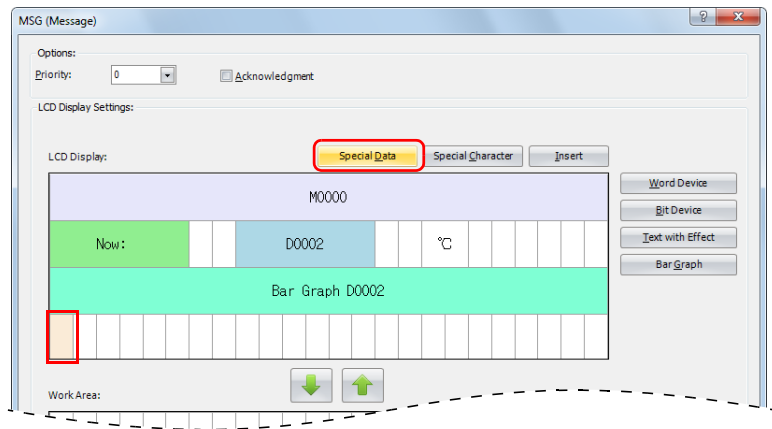 MSG (Message)
?
X
Options:
Priority: 0 Acknowledgment
LCD Display Settings:
LCD Display: Special Data Special Character Insert
M0000 Word Device
Bit Device
Now: D0002 ℃ Text with Effect
Bar Graph
Bar Graph D0002
Work Area: